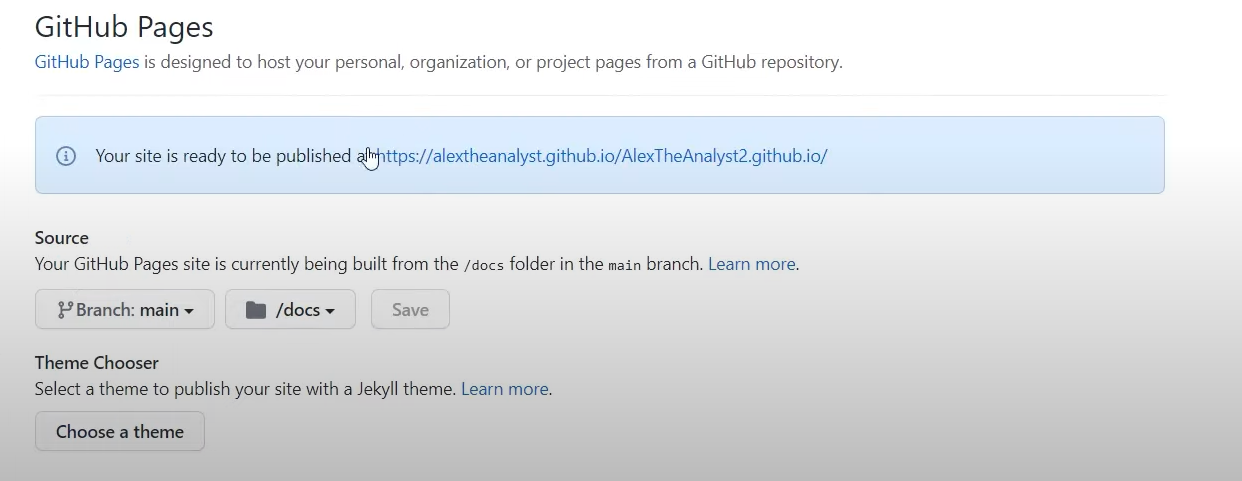 GitHub Pages
GitHub Pages is designed to host your personal, organization, or project pages from a GitHub repository.
Your site is ready to be published https://alextheanalyst.github.io/AlexTheAnalyst2.github.io/
Source
Your GitHub Pages site is currently being built from the /docs folder in the main branch. Learn more.
Branch: main
/docs
Save
Theme Chooser
Select a theme to publish your site with a Jekyll theme. Learn more.
Choose a theme